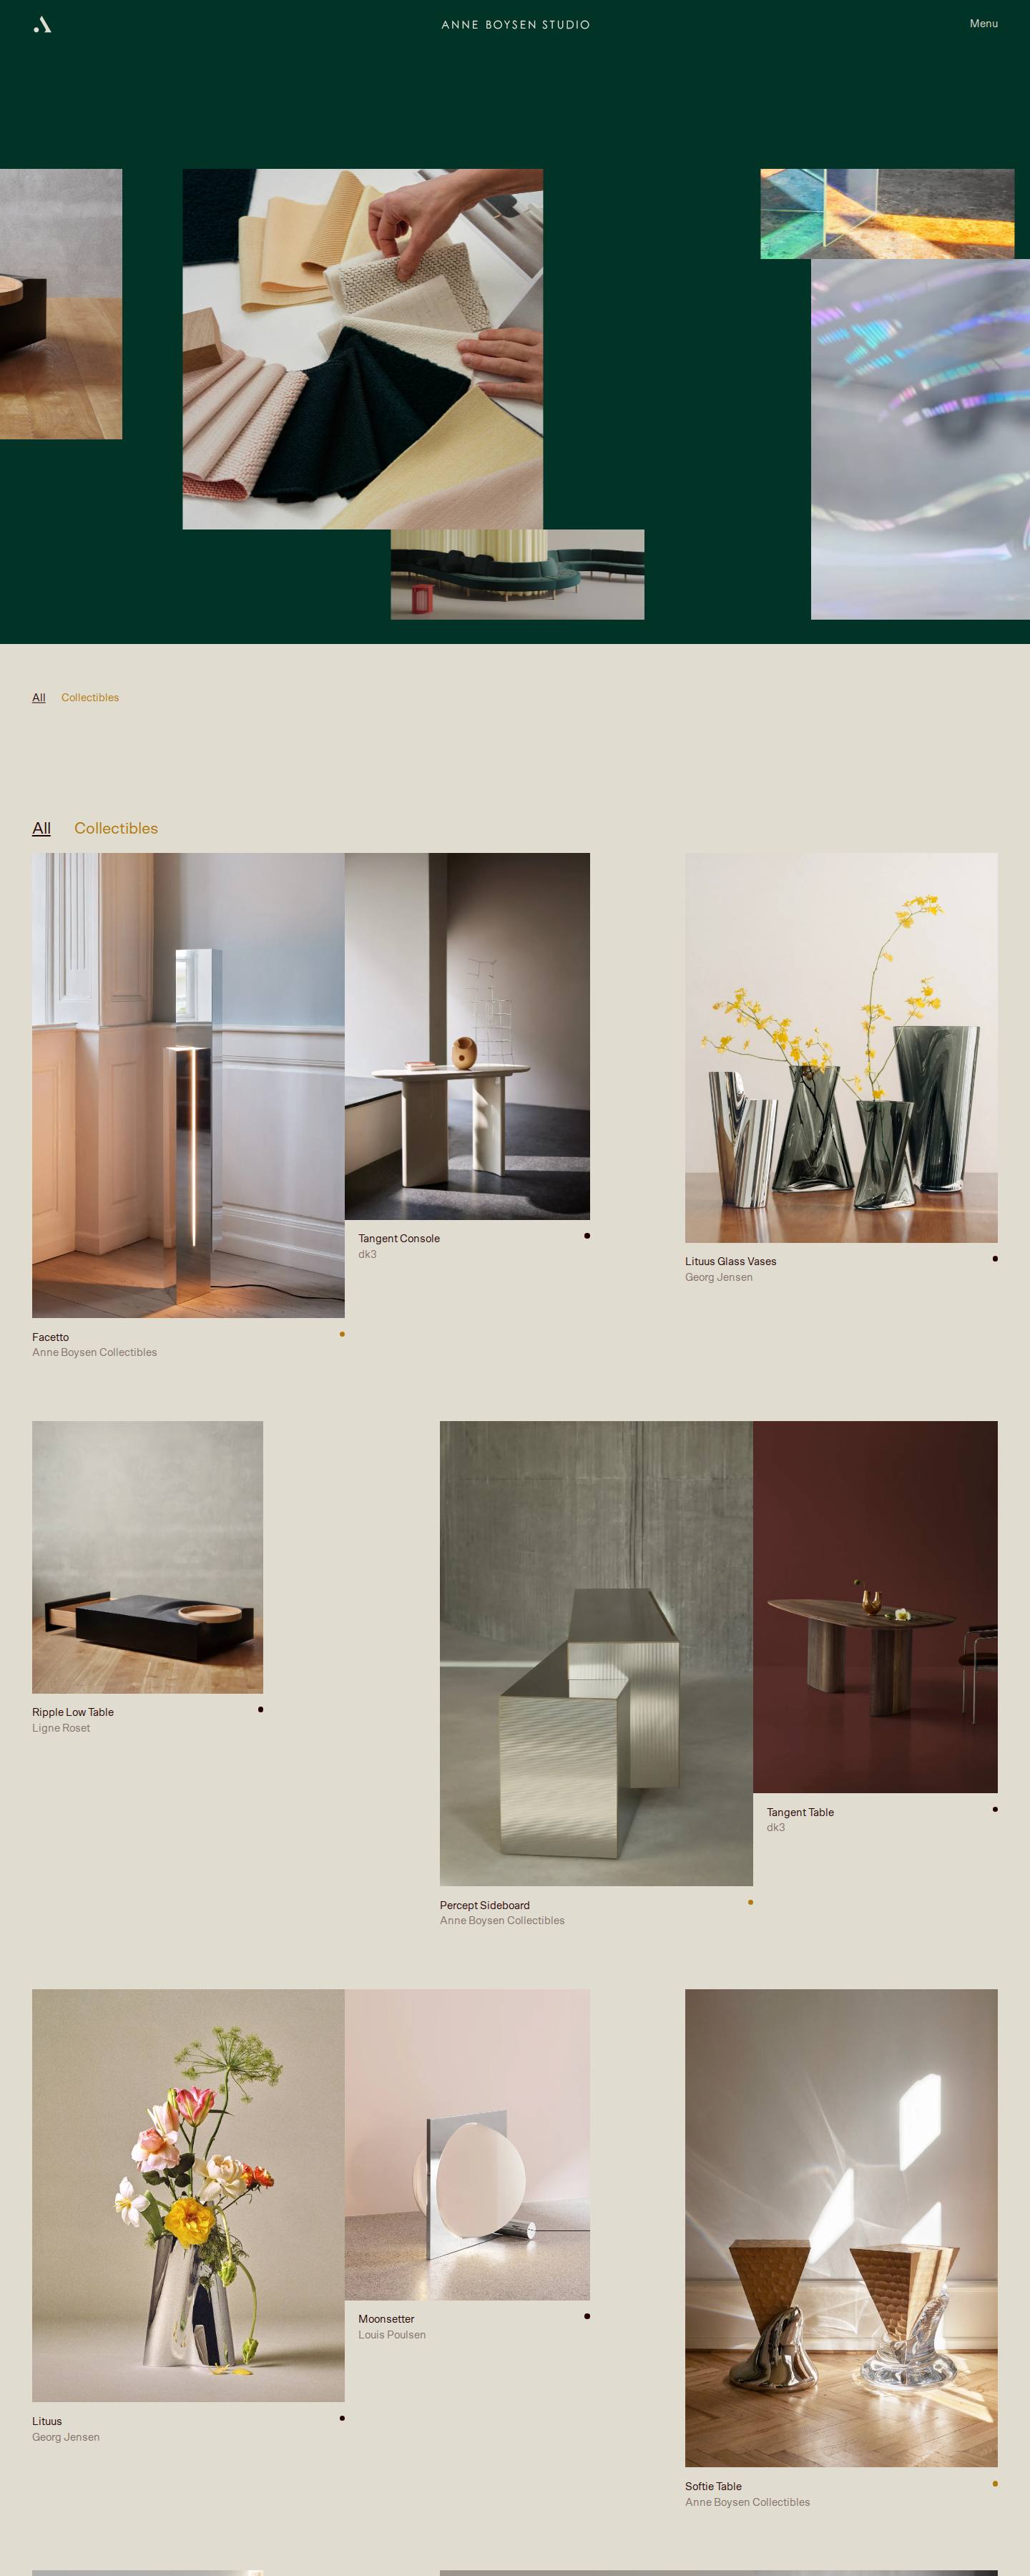 ANNE BOYSEN STUDIO
Menu
All Collectibles
All Collectibles
Tangent Console
dk3
Lituus Glass Vases
Georg Jensen
Facetto
Anne Boysen Collectibles
Ripple Low Table
Ligne Roset
Tangent Table
dk3
Percept Sideboard
Anne Boysen Collectibles
Moonsetter
Louis Poulsen
Lituus
Georg Jensen
Softie Table
Anne Boysen Collectibles